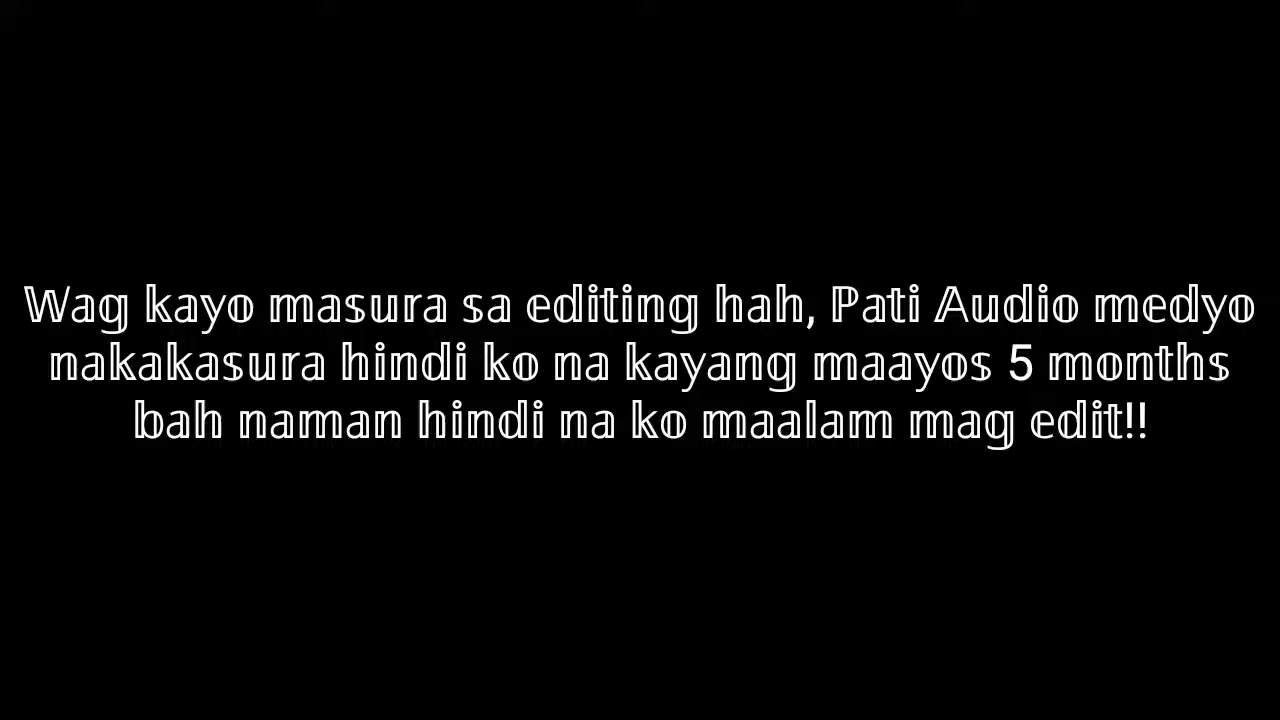 Wag kayo masura sa editing hah, Pati Audio medyo
nakakasura hindi ko na kayang maayos 5 months
bah naman hindi na ko maalam mag edit!!